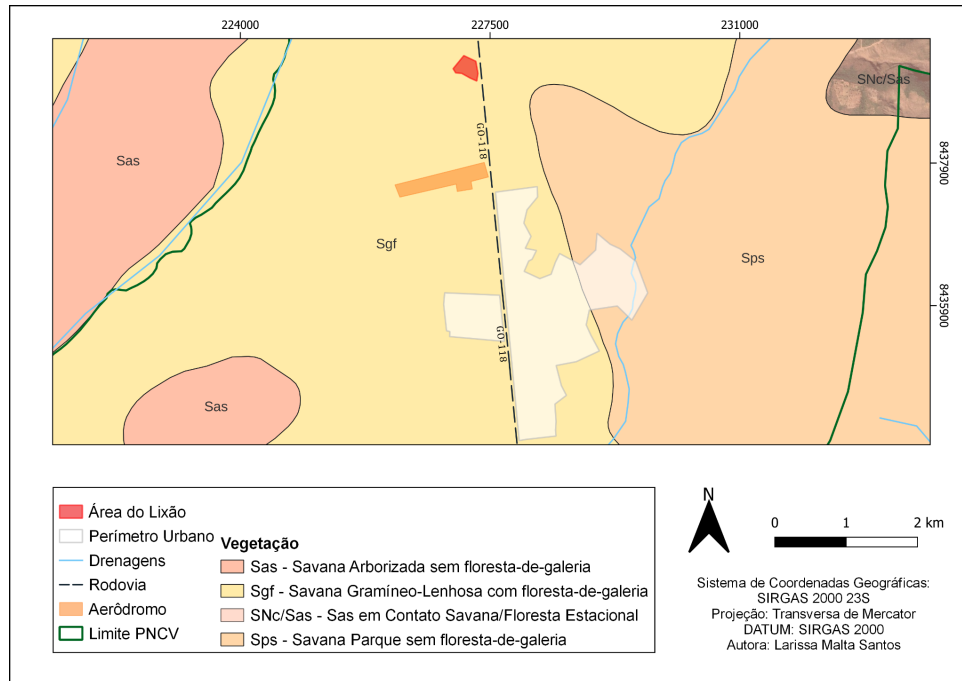 224000
227500
231000
SNc/Sas
GO-118
8437900
Sas
Sgf
Sps
8435600
GO-118
Sas
Área do Lixão
Perímetro Urbano
Drenagens
Rodovia
Aerôdromo
Limite PNCV
Vegetação
Sas - Savana Arborizada sem floresta-de-galeria
Sgf - Savana Gramíneo-Lenhosa com floresta-de-galeria
SNc/Sas - Sas em Contato Savana/Floresta Estacional
Sps - Savana Parque sem floresta-de-galeria
N
0 1 2 km
Sistema de Coordenadas Geográficas:
SIRGAS 2000 23S
Projeção: Transversa de Mercator
DATUM: SIRGAS 2000
Autora: Larissa Malta Santos